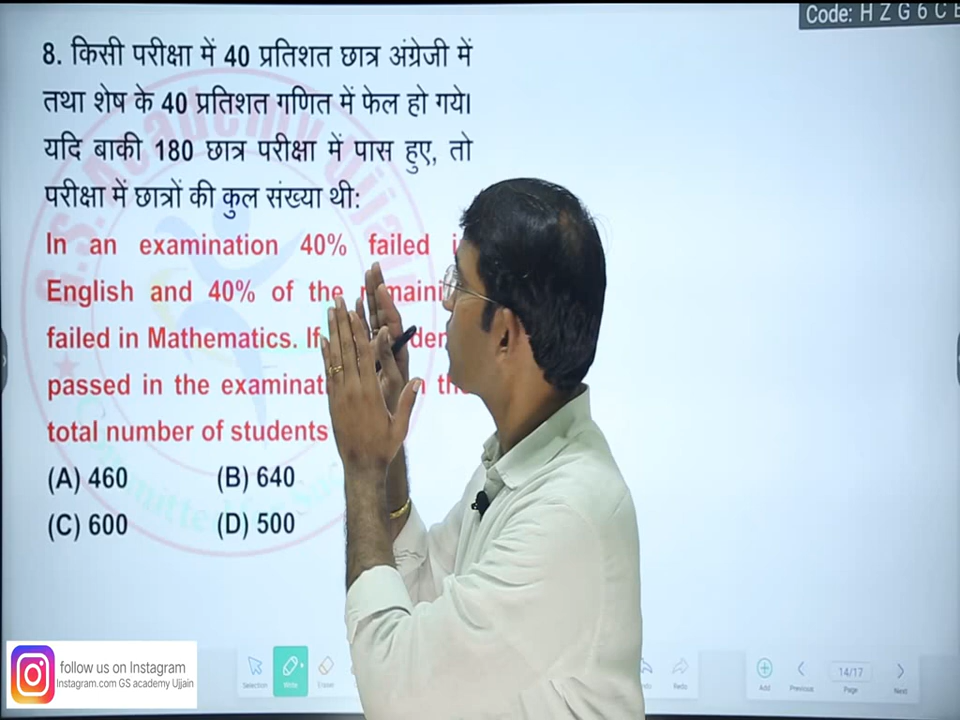 Code: H Z G 6 C E
8. किसी परीक्षा में 40 प्रतिशत छात्र अंग्रेजी में
तथा शेष के 40 प्रतिशत गणित में फेल हो गये।
यदि बाकी 180 छात्र परीक्षा में पास हुए, तो
परीक्षा में छात्रों की कुल संख्या थी:
In an examination 40% failed
English and 40% of the
failed in Mathematics. If
passed in the
total number of students
(A) 460 (B) 640
(C) 600 (D) 500
follow us on Instagram
Instagram.com GS academy Ujjain
Selection Write Redo Add Previous 14/17 Page Next